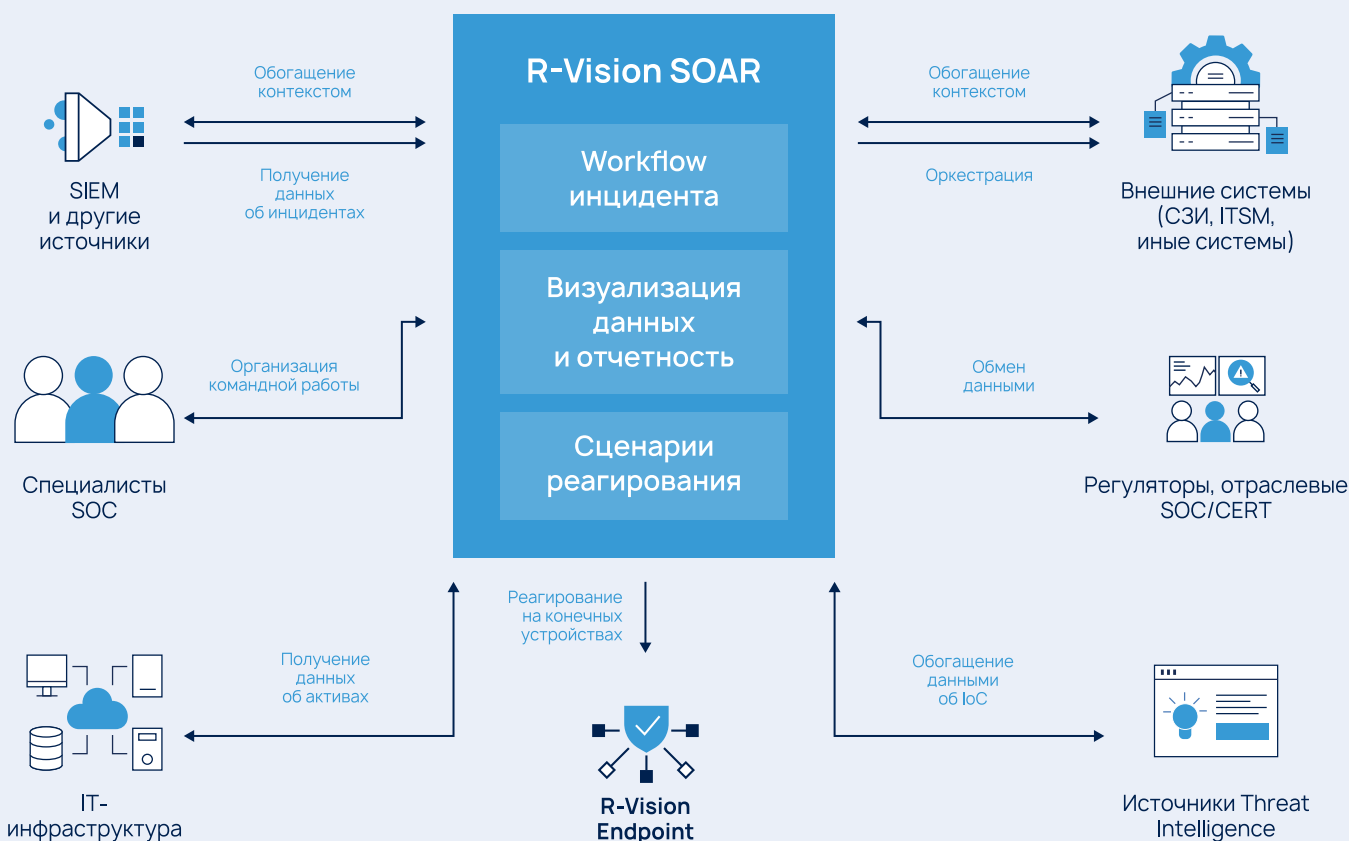 R-Vision SOAR
Workflow
инцидента
Визуализация
данных
и отчетность
Сценарии
реагирования
Обогащение
контекстом
Получение
данных
об инцидентах
SIEM
и другие
источники
Организация
командной работы
Специалисты
SOC
Получение
данных
об активах
IT-
инфраструктура
Реагирование
на конечных
устройствах
R-Vision
Endpoint
Обогащение
контекстом
Оркестрация
Внешние системы
(СЗИ, ITSM,
иные системы)
Обмен
данными
Регуляторы, отраслевые
SOC/CERT
Обогащение
данными
об IoC
Источники Threat
Intelligence